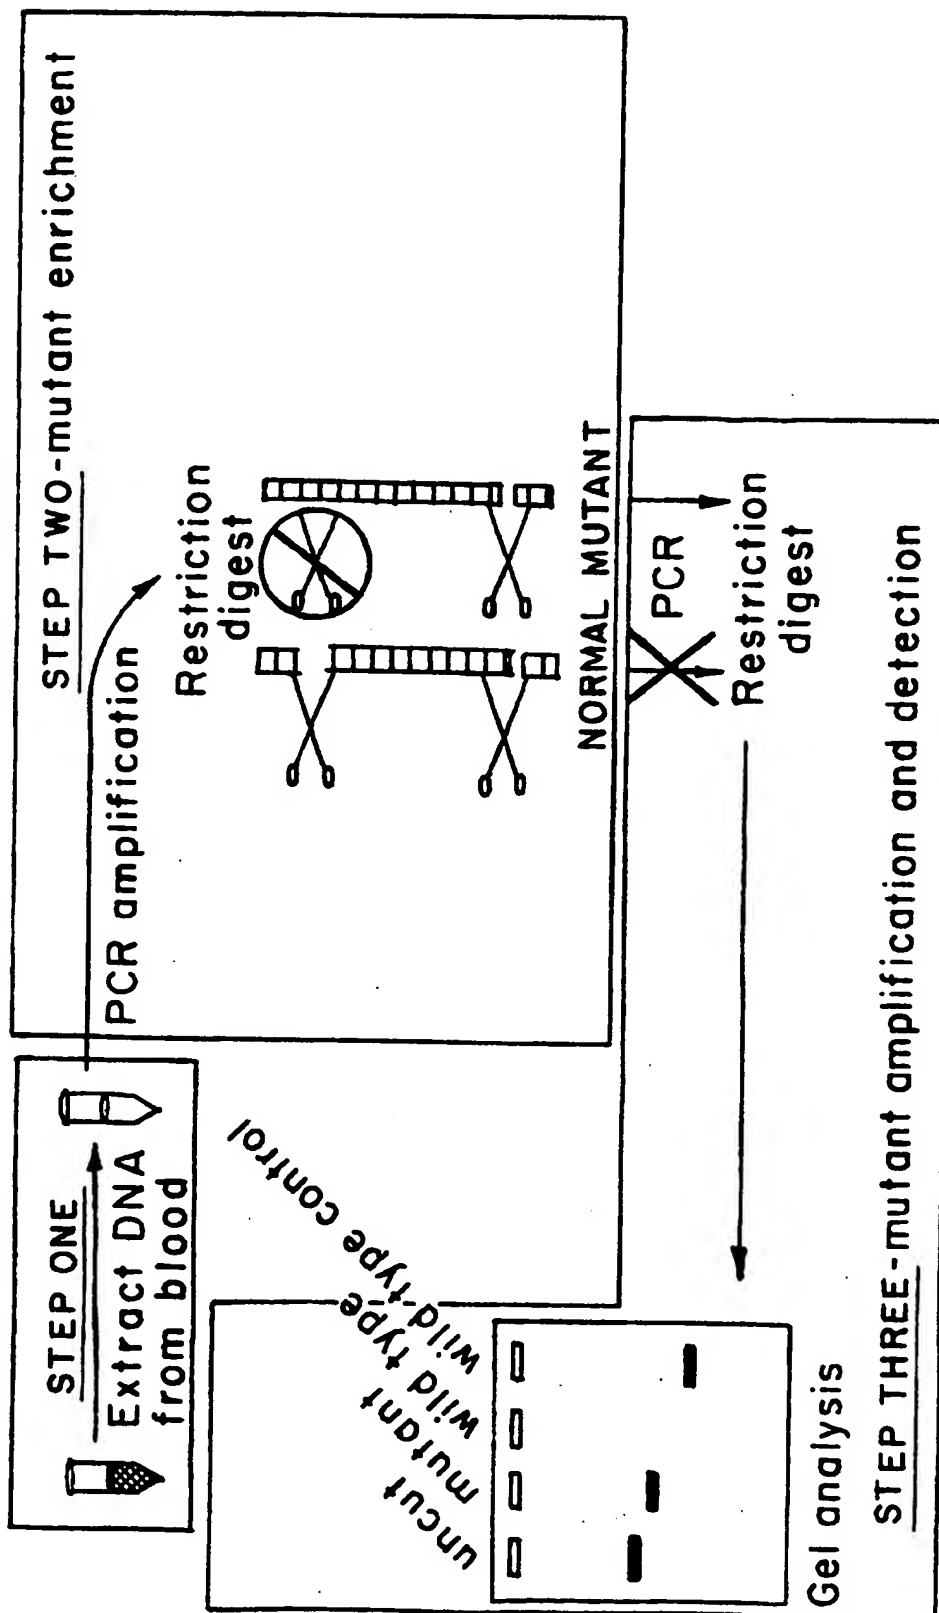 STEP ONE
Extract DNA
from blood
PCR amplification
STEP TWO-mutant enrichment
Restriction
digest
NORMAL MUTANT
PCR
Restriction
digest
uncut
mutant
wild type
wild-type control
Gel analysis
STEP THREE-mutant amplification and detection